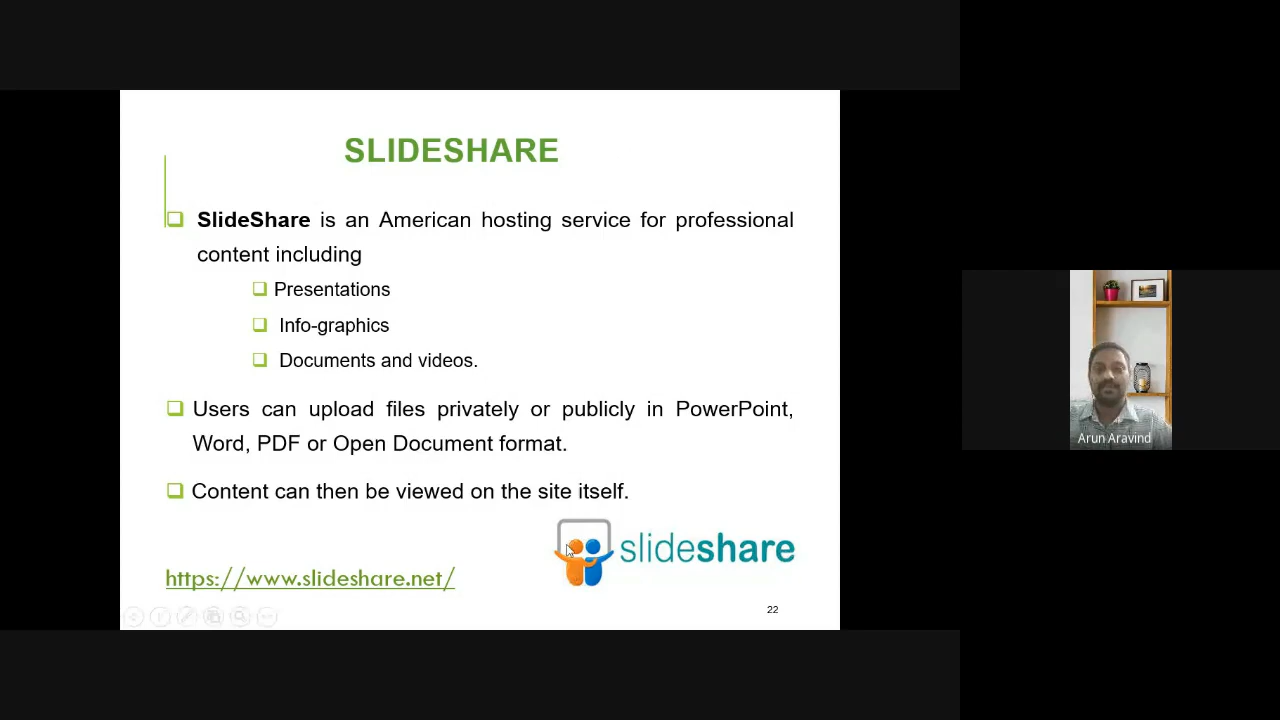 SLIDESHARE
SlideShare is an American hosting service for professional
content including
Presentations
Info-graphics
Documents and videos.
Users can upload files privately or publicly in PowerPoint,
Word, PDF or Open Document format.
Content can then be viewed on the site itself.
slideshare
https://www.slideshare.net/
22
Arun Aravind